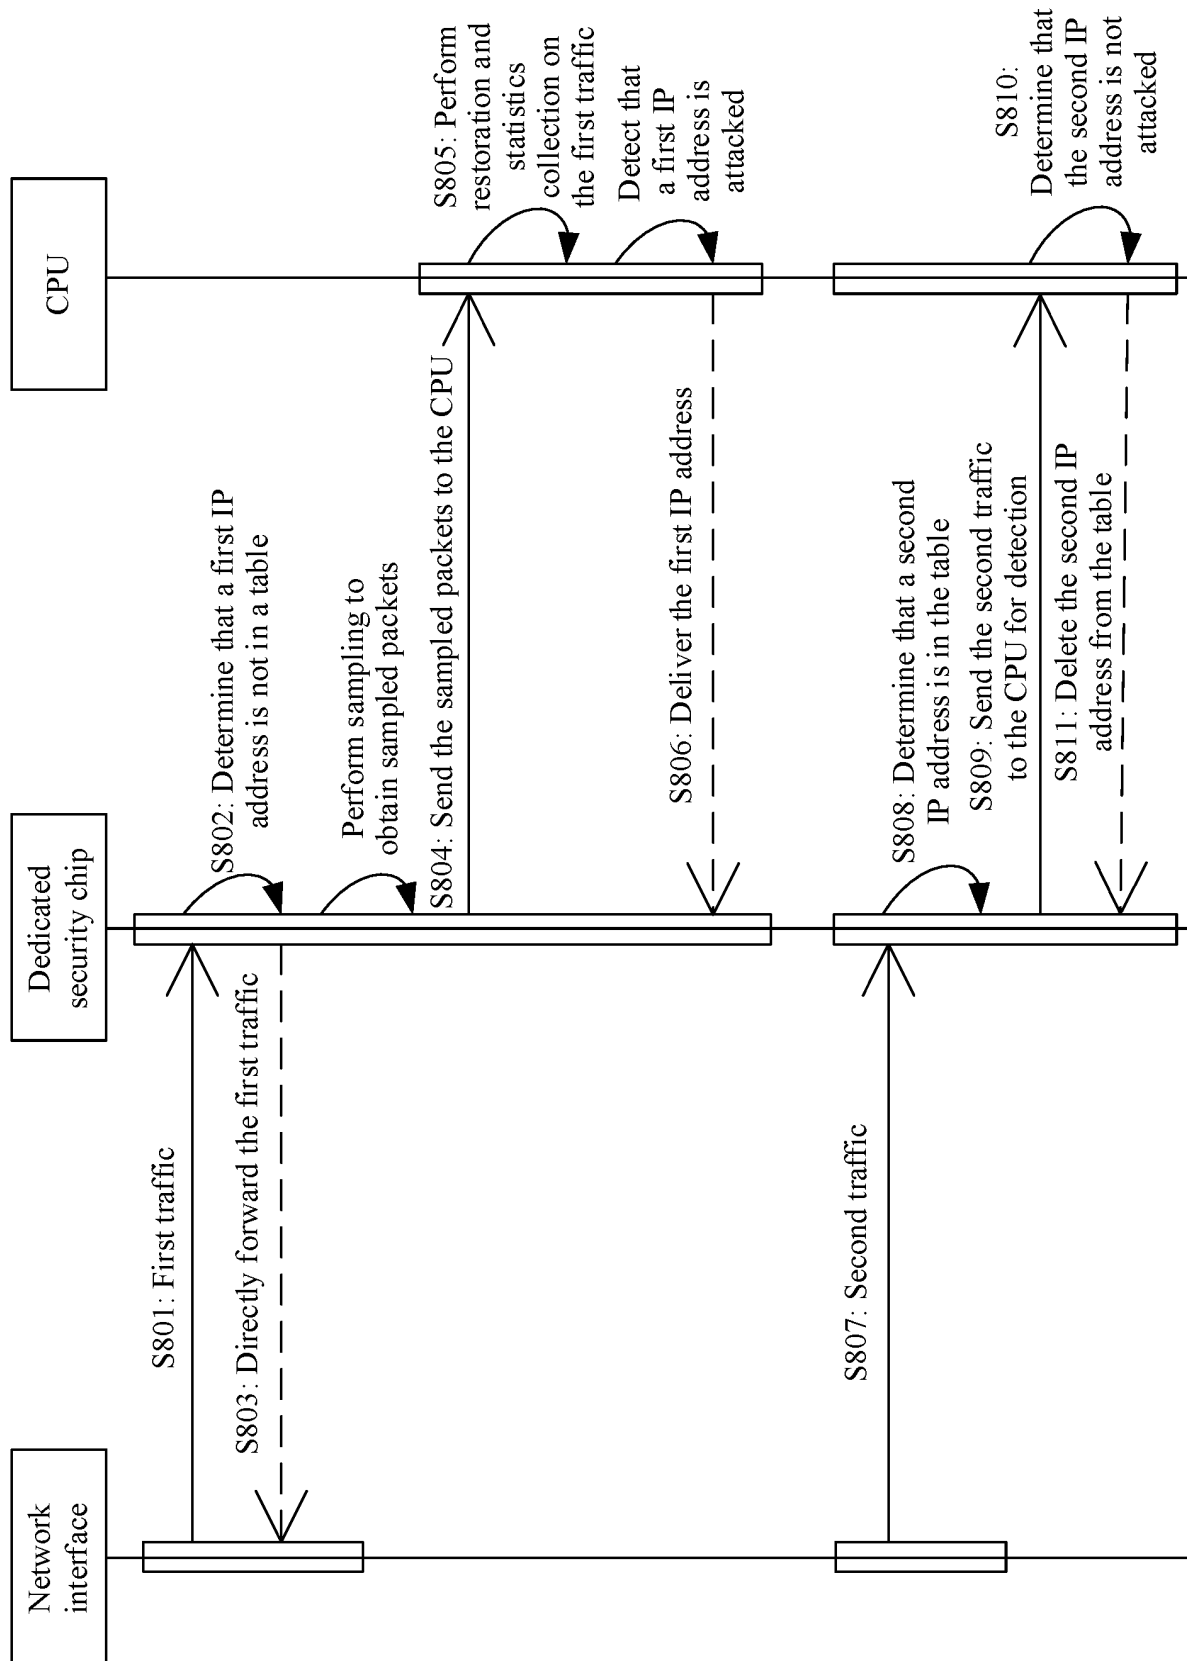 Network
interface
Dedicated
security chip
CPU
S801: First traffic
S802: Determine that a first IP
address is not in a table
S803: Directly forward the first traffic
Perform sampling to
obtain sampled packets
S804: Send the sampled packets to the CPU
S805: Perform
restoration and
statistics
collection on
the first traffic
Detect that
a first IP
address is
attacked
S806: Deliver the first IP address
S807: Second traffic
S808: Determine that a second
IP address is in the table
S809: Send the second traffic
to the CPU for detection
S810:
Determine that
the second IP
address is not
attacked
S811: Delete the second IP
address from the table